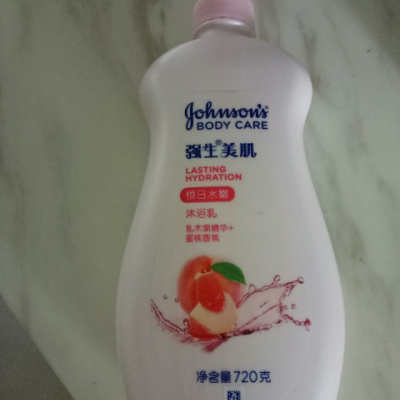 Johnson's
BODY CARE
强生®美肌
LASTING
HYDRATION
恒日水嫩
沐浴乳
乳木果精华+
蜜桃香氛
净含量720克